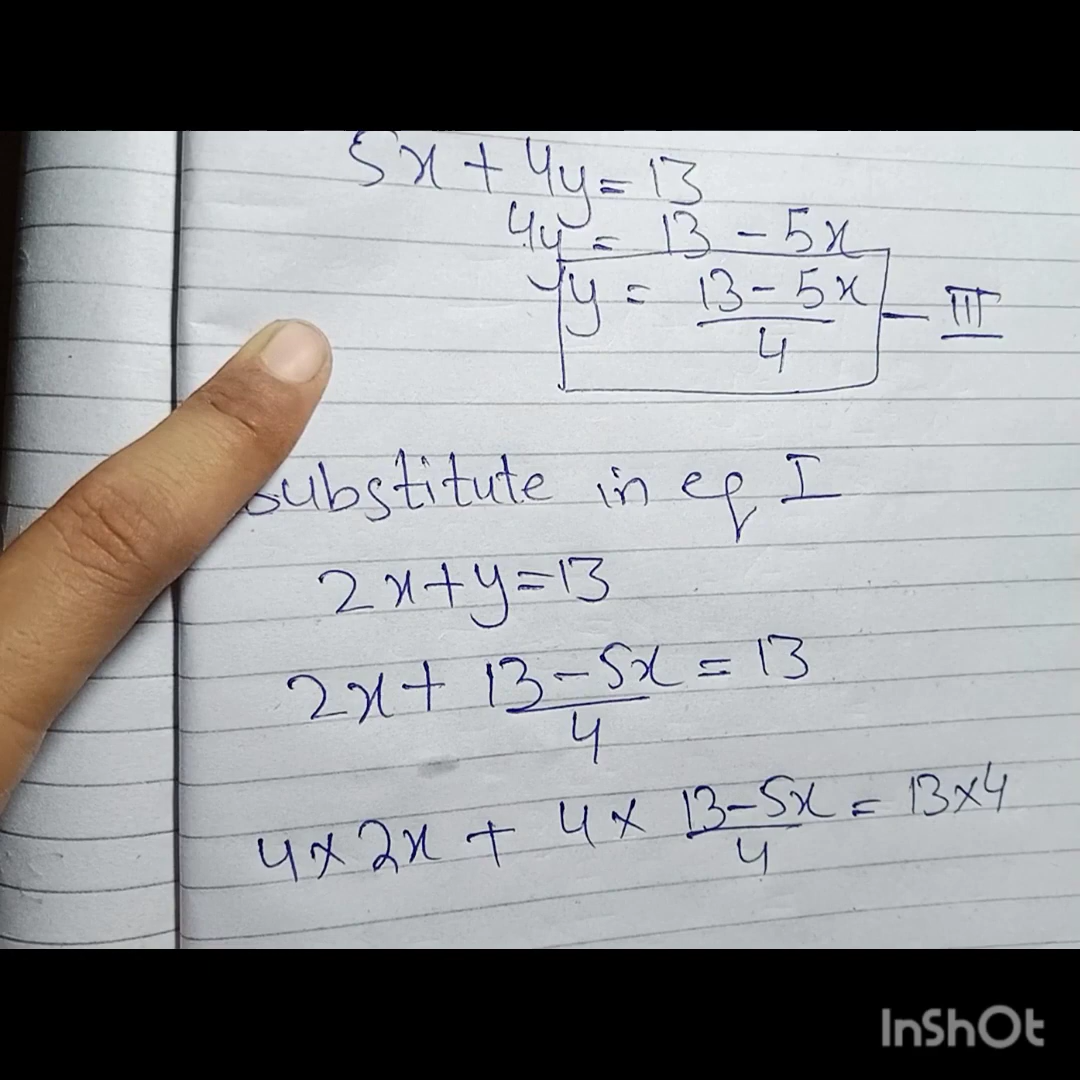 5x + 4y = 13
4y = 13 - 5x
y = 13 - 5x / 4 - III
Substitute in eq I
2x + y = 13
2x + 13 - 5x / 4 = 13
4 × 2x + 4 × 13 - 5x / 4 = 13 × 4
InShOt